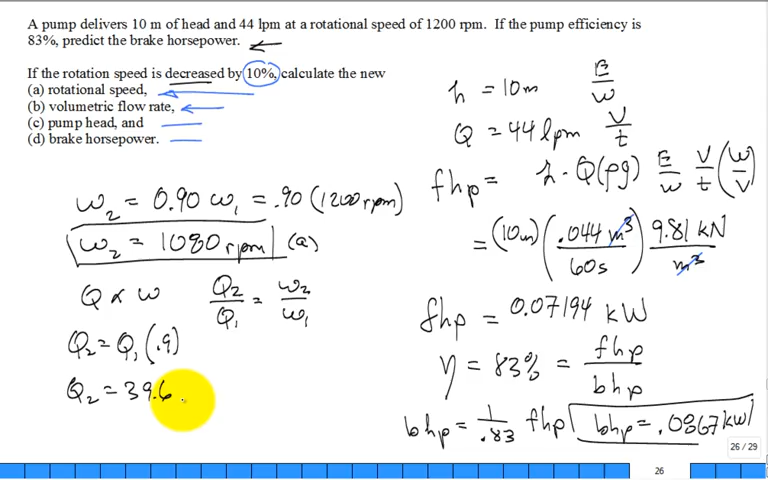 A pump delivers 10 m of head and 44 lpm at a rotational speed of 1200 rpm. If the pump efficiency is
83%, predict the brake horsepower.
If the rotation speed is decreased by 10%, calculate the new
(a) rotational speed,
(b) volumetric flow rate,
(c) pump head, and
(d) brake horsepower.
h = 10m E/w
Q = 44 lpm V/t
fhp = h · Q(ρg) E/w V/t (w/V)
= (10m) (.044 m³/60s) 9.81 kN/m³
fhp = 0.07194 kW
η = 83% = fhp/bhp
bhp = 1/.83 fhp bhp = .0867 kW
ω₂ = 0.90 ω₁ = .90 (1200 rpm)
ω₂ = 1080 rpm (a)
Q ∝ ω Q₂/Q₁ = ω₂/ω₁
Q₂ = Q₁ (.9)
Q₂ = 39.6
26 / 29
26